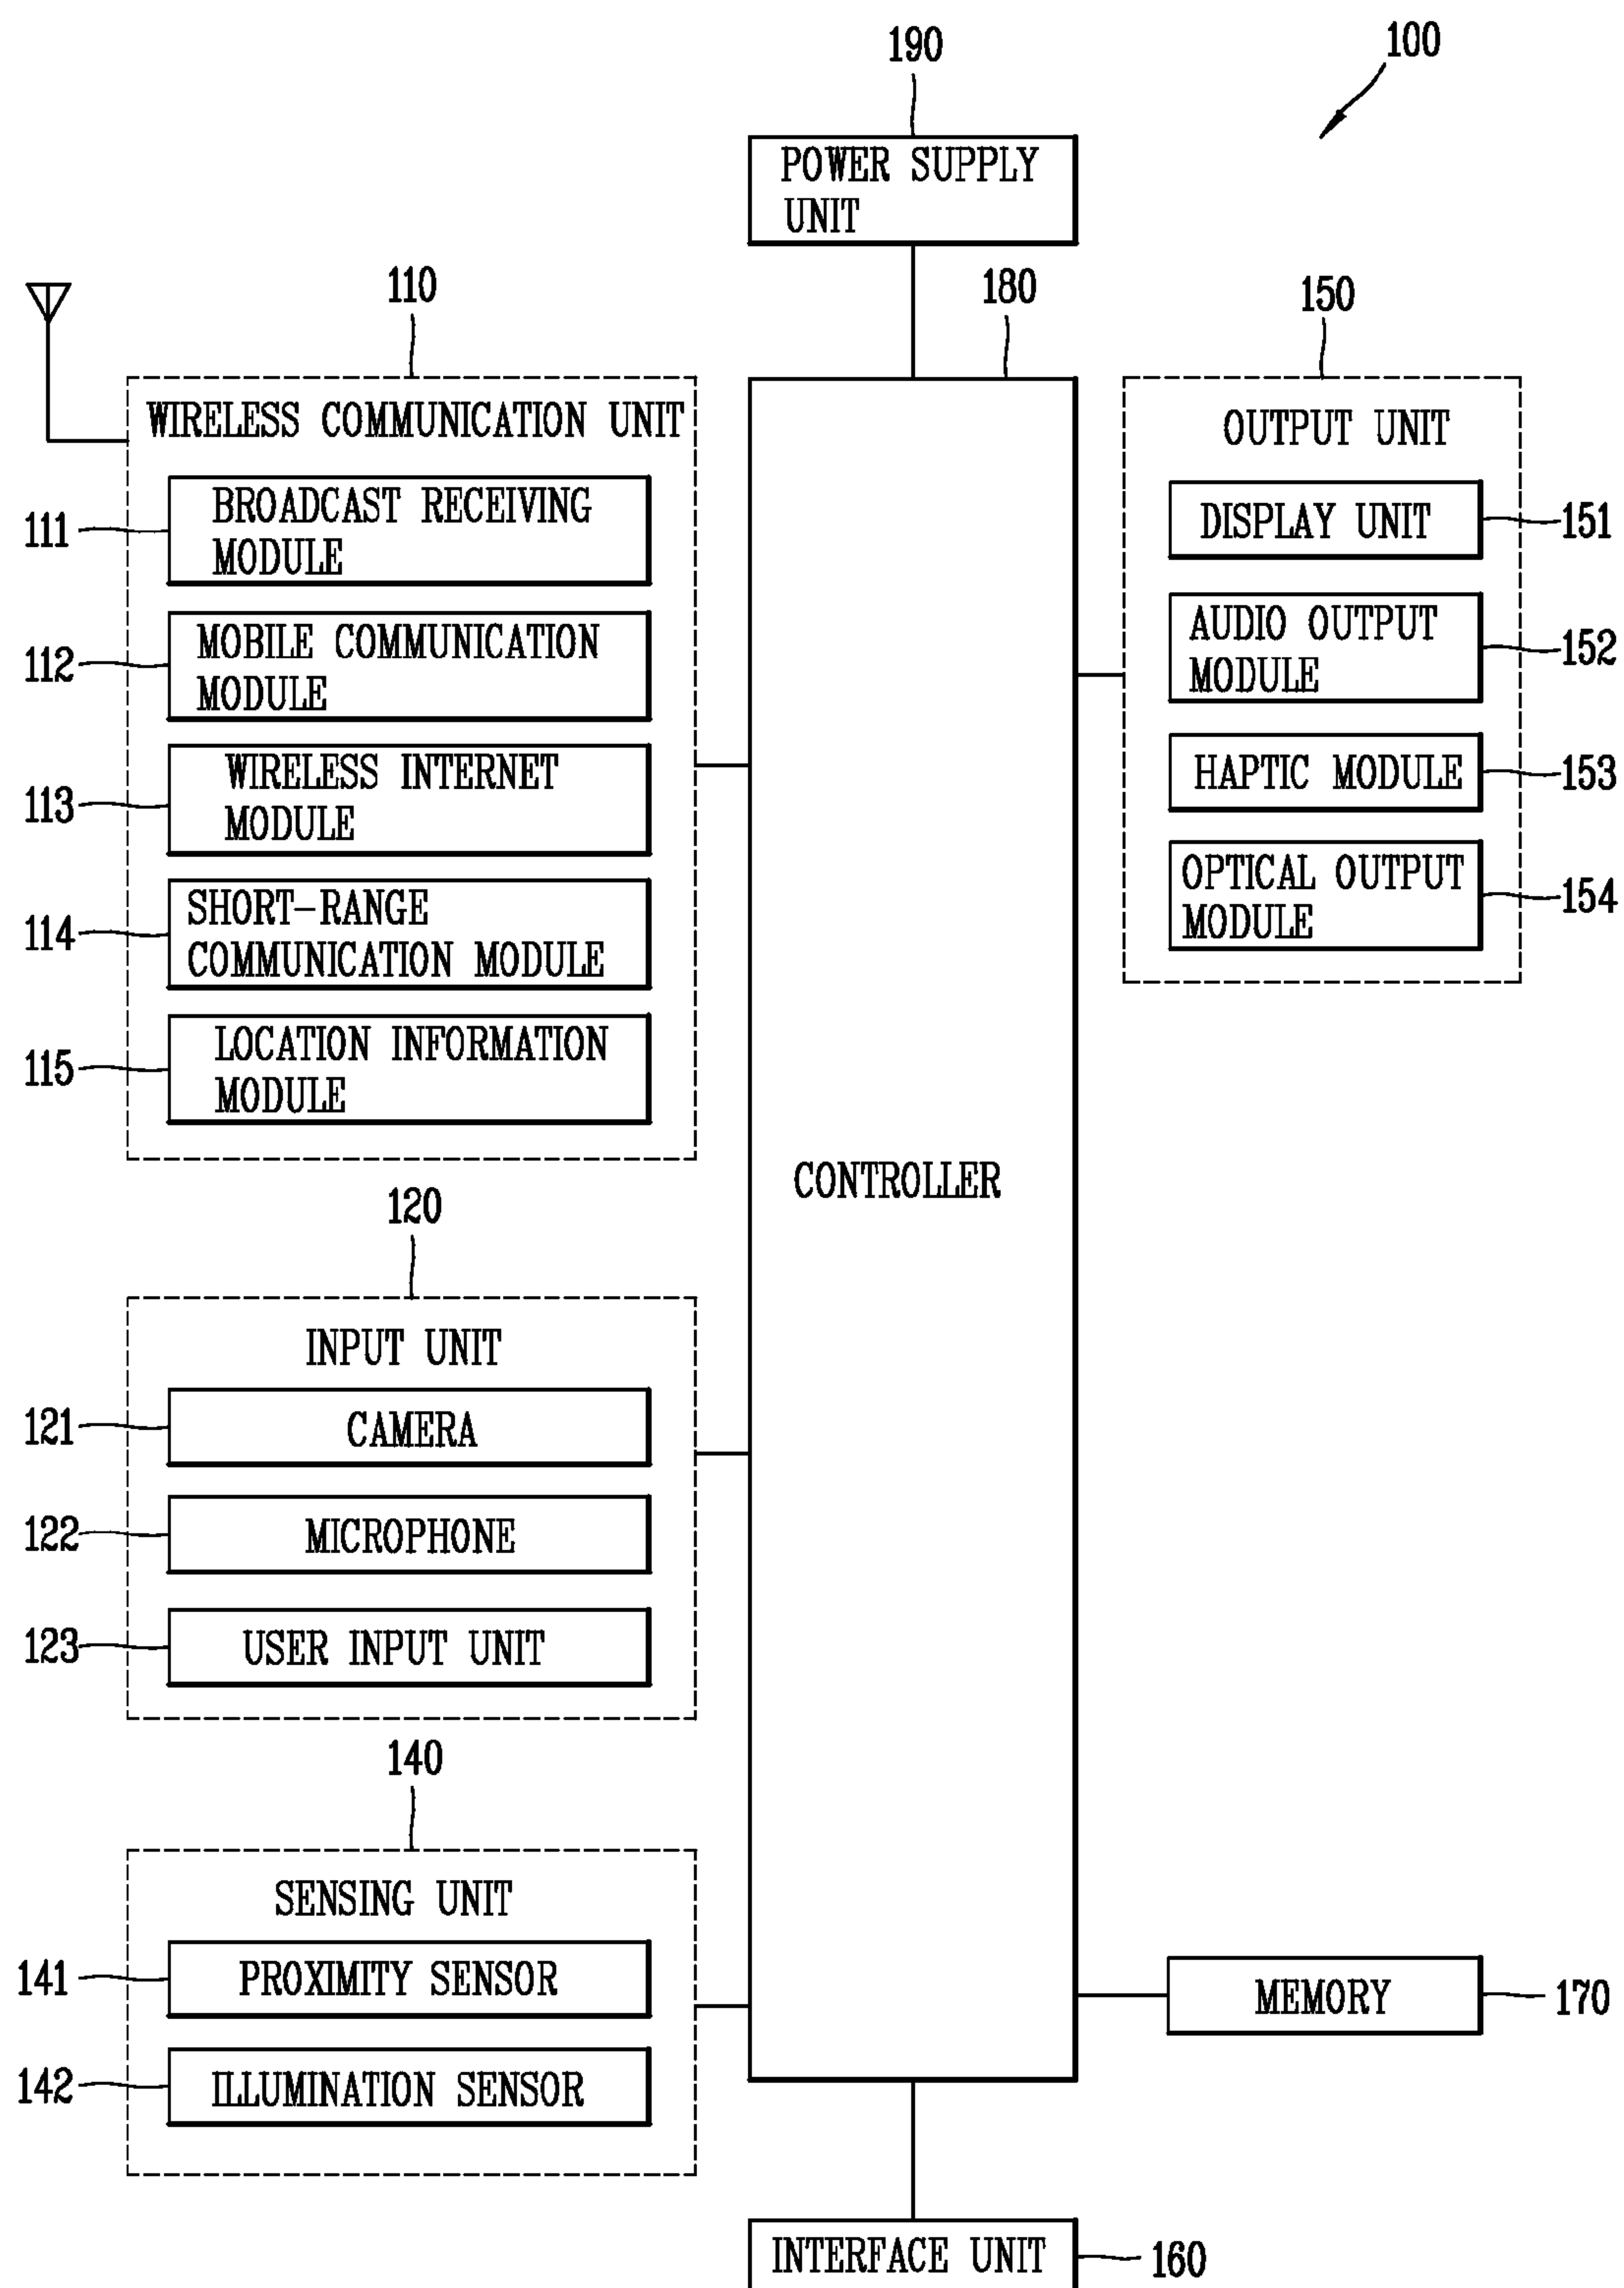 190
100
POWER SUPPLY
UNIT
110
180
150
WIRELESS COMMUNICATION UNIT
111
BROADCAST RECEIVING
MODULE
112
MOBILE COMMUNICATION
MODULE
113
WIRELESS INTERNET
MODULE
114
SHORT-RANGE
COMMUNICATION MODULE
115
LOCATION INFORMATION
MODULE
OUTPUT UNIT
DISPLAY UNIT
151
AUDIO OUTPUT
MODULE
152
HAPTIC MODULE
153
OPTICAL OUTPUT
MODULE
154
CONTROLLER
120
INPUT UNIT
121
CAMERA
122
MICROPHONE
123
USER INPUT UNIT
140
SENSING UNIT
141
PROXIMITY SENSOR
142
ILLUMINATION SENSOR
MEMORY
170
INTERFACE UNIT
160